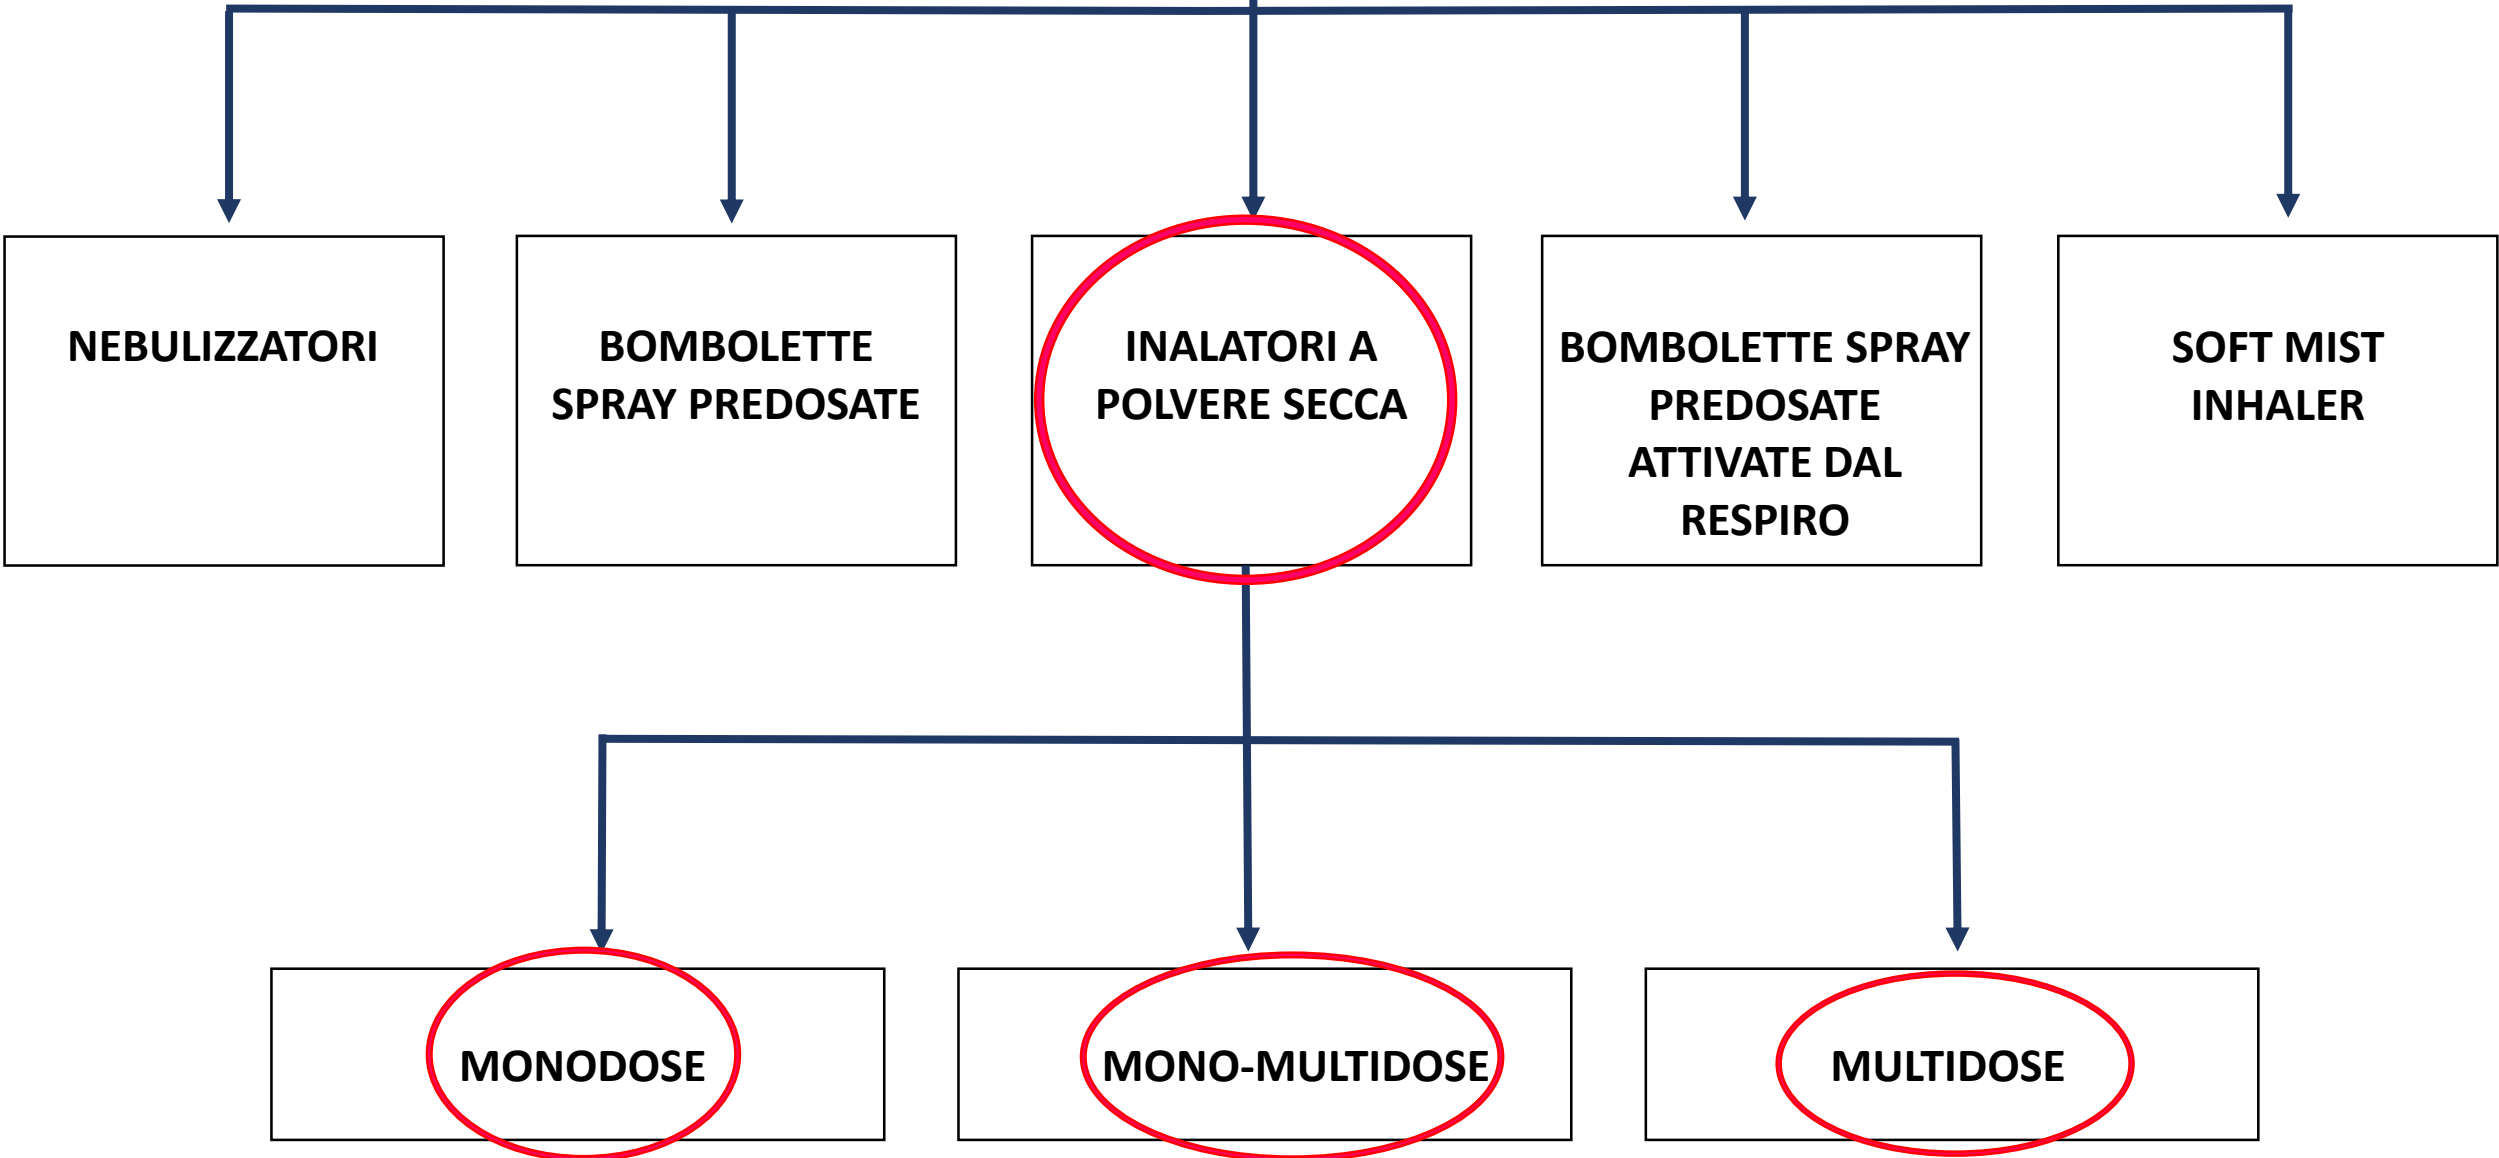 NEBULIZZATORI
BOMBOLETTE
SPRAY PREDOSATE
INALATORI A
POLVERE SECCA
BOMBOLETTE SPRAY
PREDOSATE
ATTIVATE DAL
RESPIRO
SOFT MIST
INHALER
MONODOSE
MONO-MULTIDOSE
MULTIDOSE